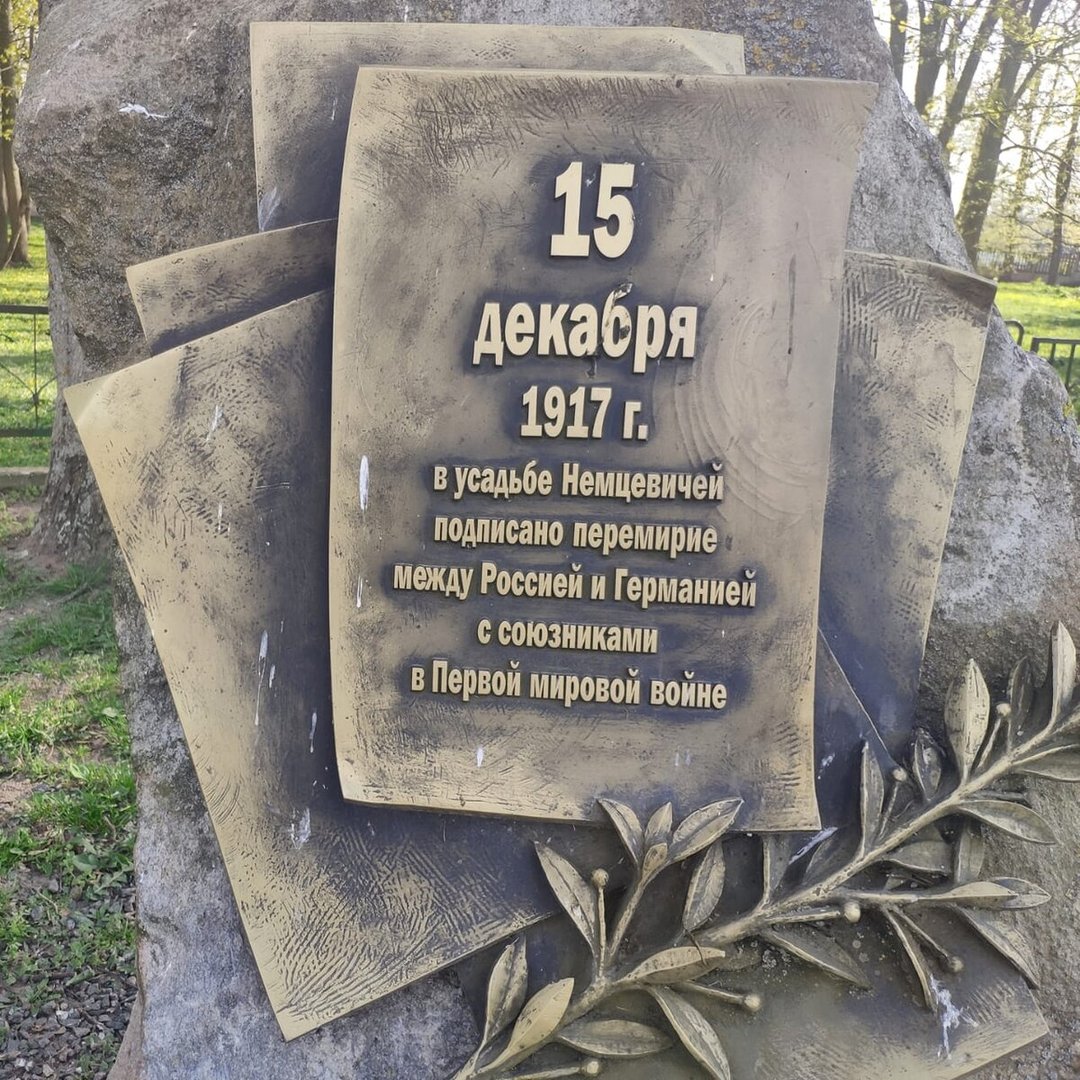 15
декабря
1917 г.
в усадьбе Немцевичей
подписано перемирие
между Россией и Германией
с союзниками
в Первой мировой войне